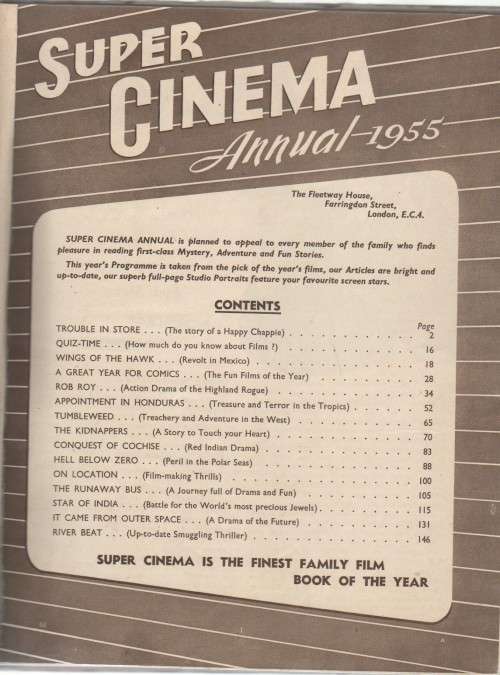 SUPER
CINEMA
Annual 1955
The Fleetway House,
Farringdon Street,
London, E.C.4.
SUPER CINEMA ANNUAL is planned to appeal to every member of the family who finds
pleasure in reading first-class Mystery, Adventure and Fun Stories.
This year's Programme is taken from the pick of the year's films, our Articles are bright and
up-to-date, our superb full-page Studio Portraits feature your favourite screen stars.
CONTENTS
Page
TROUBLE IN STORE . . . (The story of a Happy Chappie) . . . . . . . . . . 2
QUIZ-TIME . . . (How much do you know about Films ?) . . . . . . . . . . 16
WINGS OF THE HAWK . . . (Revolt in Mexico) . . . . . . . . . . . . 18
A GREAT YEAR FOR COMICS . . . (The Fun Films of the Year) . . . . . . . . 28
ROB ROY . . . (Action Drama of the Highland Rogue) . . . . . . . . . . 34
APPOINTMENT IN HONDURAS . . . (Treasure and Terror in the Tropics) . . . . . . 52
TUMBLEWEED . . . (Treachery and Adventure in the West) . . . . . . . . . 65
THE KIDNAPPERS . . . (A Story to Touch your Heart) . . . . . . . . . . 70
CONQUEST OF COCHISE . . . (Red Indian Drama) . . . . . . . . . . . 83
HELL BELOW ZERO . . . (Peril in the Polar Seas) . . . . . . . . . . . 88
ON LOCATION . . . (Film-making Thrills) . . . . . . . . . . . . . 100
THE RUNAWAY BUS . . . (A Journey full of Drama and Fun) . . . . . . . . . 105
STAR OF INDIA . . . (Battle for the World's most precious Jewels) . . . . . . . . 115
IT CAME FROM OUTER SPACE . . . (A Drama of the Future) . . . . . . . . . 131
RIVER BEAT . . . (Up-to-date Smuggling Thriller) . . . . . . . . . . . 146
SUPER CINEMA IS THE FINEST FAMILY FILM
BOOK OF THE YEAR